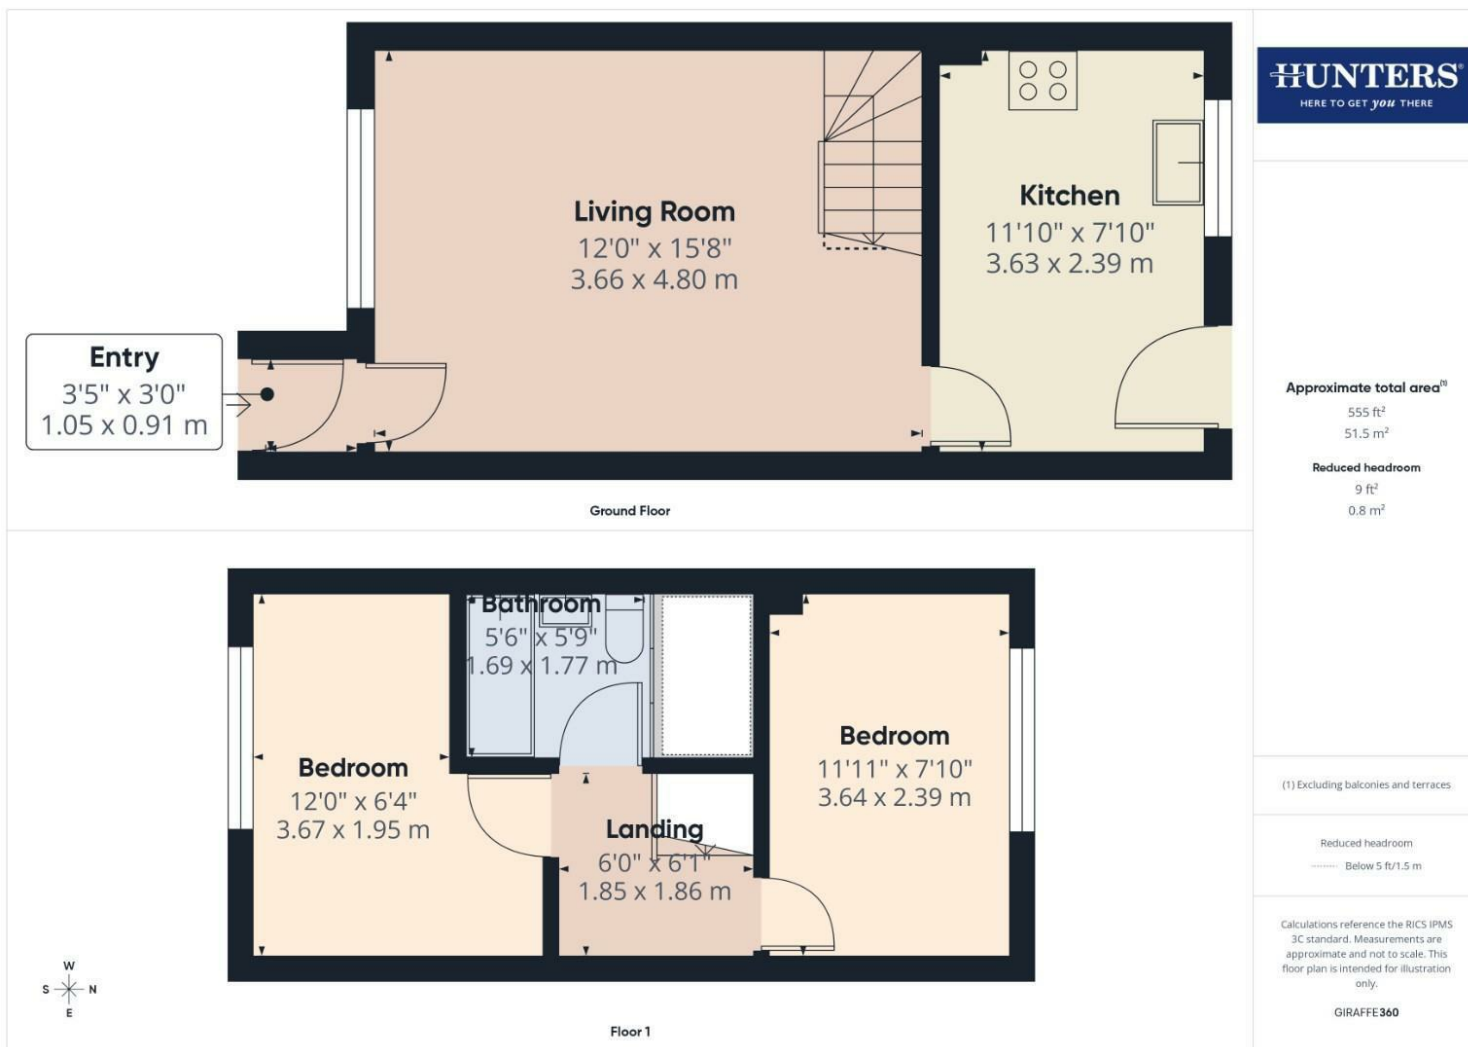 Living Room
12'0" x 15'8"
3.66 x 4.80 m
Kitchen
11'10" x 7'10"
3.63 x 2.39 m
Entry
3'5" x 3'0"
1.05 x 0.91 m
Ground Floor
Bathroom
5'6" x 5'9"
1.69 x 1.77 m
Bedroom
12'0" x 6'4"
3.67 x 1.95 m
Landing
6'0" x 6'1"
1.85 x 1.86 m
Bedroom
11'11" x 7'10"
3.64 x 2.39 m
W
S N
E
Floor 1
HUNTERS®
HERE TO GET you THERE
Approximate total area(1)
555 ft²
51.5 m²
Reduced headroom
9 ft²
0.8 m²
(1) Excluding balconies and terraces
Reduced headroom
Below 5 ft/1.5 m
Calculations reference the RICS IPMS
3C standard. Measurements are
approximate and not to scale. This
floor plan is intended for illustration
only.
GIRAFFE360